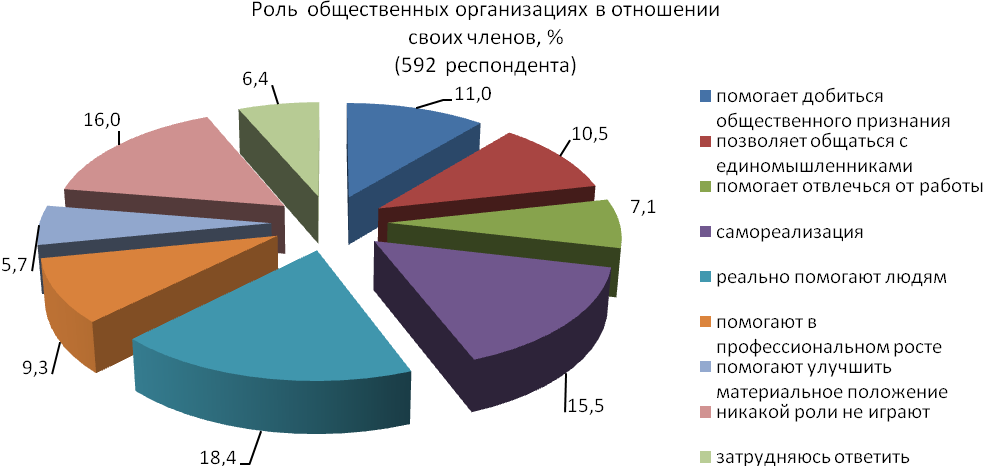 Роль общественных организациях в отношении
своих членов, %
(592 респондента)
6,4
11,0
16,0
10,5
7,1
5,7
9,3
15,5
18,4
помогает добиться
общественного признания
позволяет общаться с
единомышленниками
помогает отвлечься от работы
самореализация
реально помогают людям
помогают в
профессиональном росте
помогают улучшить
материальное положение
никакой роли не играют
затрудняюсь ответить